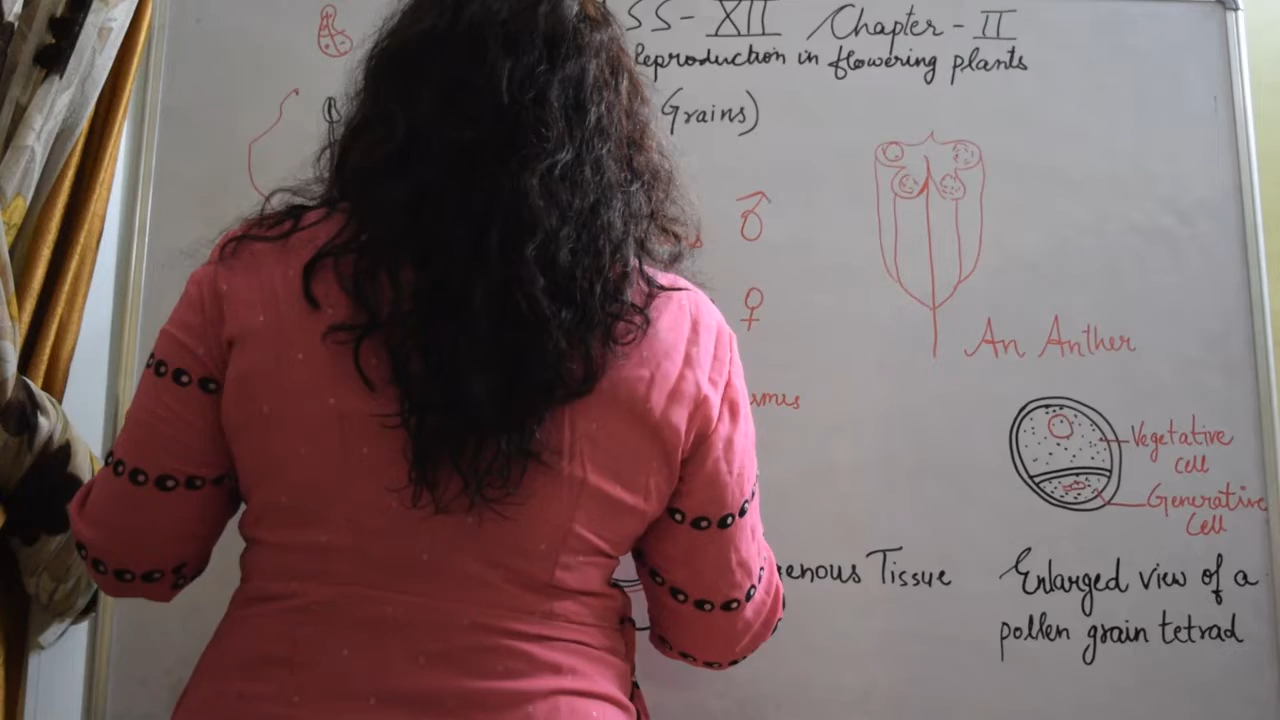 SS- XII Chapter - II
Reproduction in flowering plants
Grains)
♂
♀
An Anther
Vegetative
cell
Generative
Cell
enous Tissue
Enlarged view of a
pollen grain tetrad